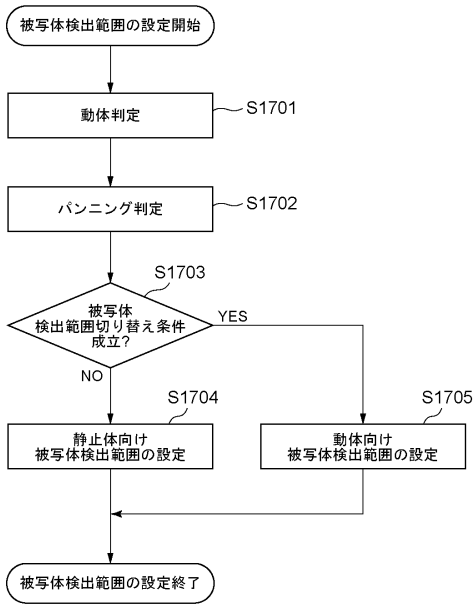 被写体検出範囲の設定開始
動体判定
S1701
パンニング判定
S1702
S1703
被写体
検出範囲切り替え条件
成立?
YES
NO
S1704
静止体向け
被写体検出範囲の設定
S1705
動体向け
被写体検出範囲の設定
被写体検出範囲の設定終了